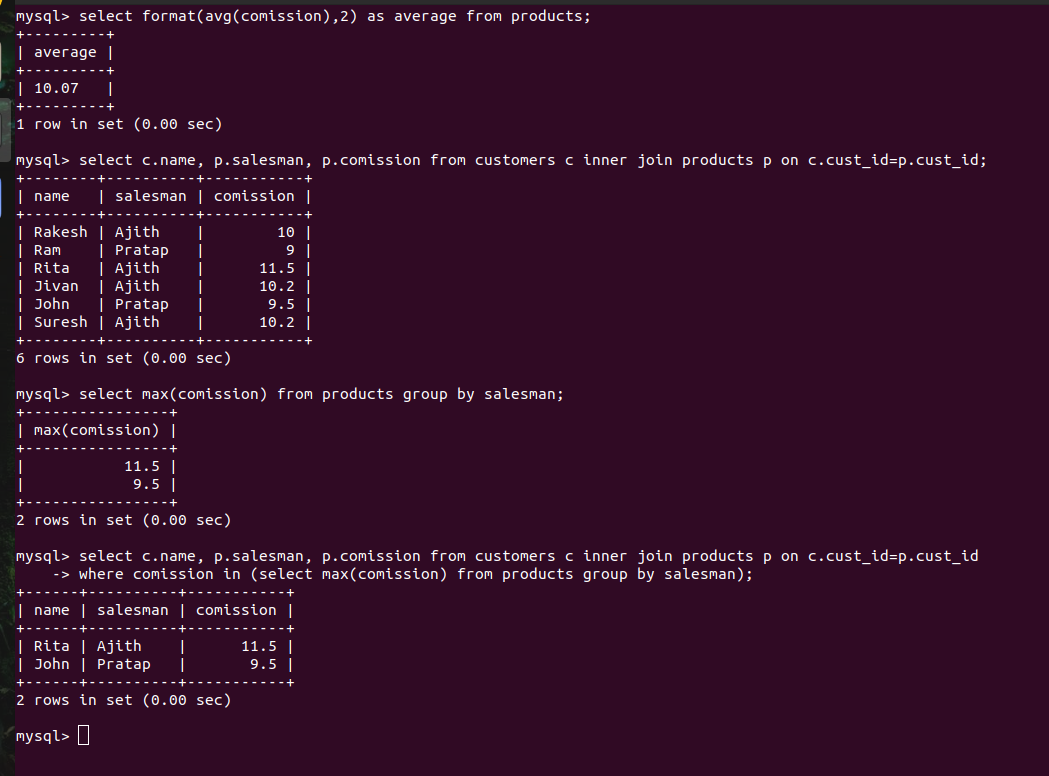 mysql> select format(avg(comission),2) as average from products;
+---------+
| average |
+---------+
| 10.07   |
+---------+
1 row in set (0.00 sec)

mysql> select c.name, p.salesman, p.comission from customers c inner join products p on c.cust_id=p.cust_id;
+--------+----------+-----------+
| name   | salesman | comission |
+--------+----------+-----------+
| Rakesh | Ajith    |        10 |
| Ram    | Pratap   |         9 |
| Rita   | Ajith    |      11.5 |
| Jivan  | Ajith    |      10.2 |
| John   | Pratap   |       9.5 |
| Suresh | Ajith    |      10.2 |
+--------+----------+-----------+
6 rows in set (0.00 sec)

mysql> select max(comission) from products group by salesman;
+----------------+
| max(comission) |
+----------------+
|           11.5 |
|            9.5 |
+----------------+
2 rows in set (0.00 sec)

mysql> select c.name, p.salesman, p.comission from customers c inner join products p on c.cust_id=p.cust_id
    -> where comission in (select max(comission) from products group by salesman);
+------+----------+-----------+
| name | salesman | comission |
+------+----------+-----------+
| Rita | Ajith    |      11.5 |
| John | Pratap   |       9.5 |
+------+----------+-----------+
2 rows in set (0.00 sec)

mysql>